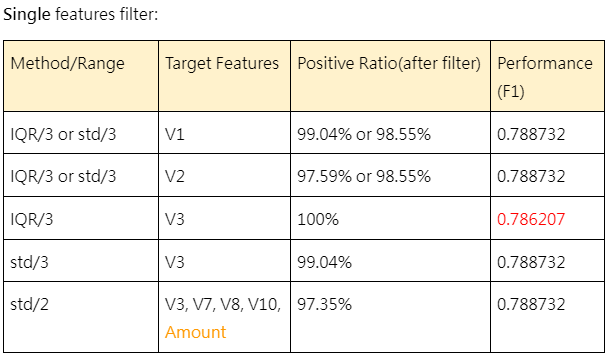 Single features filter:
Method/Range Target Features Positive Ratio(after filter) Performance
(F1)
IQR/3 or std/3 V1 99.04% or 98.55% 0.788732
IQR/3 or std/3 V2 97.59% or 98.55% 0.788732
IQR/3 V3 100% 0.786207
std/3 V3 99.04% 0.788732
std/2 V3, V7, V8, V10, 97.35% 0.788732
Amount